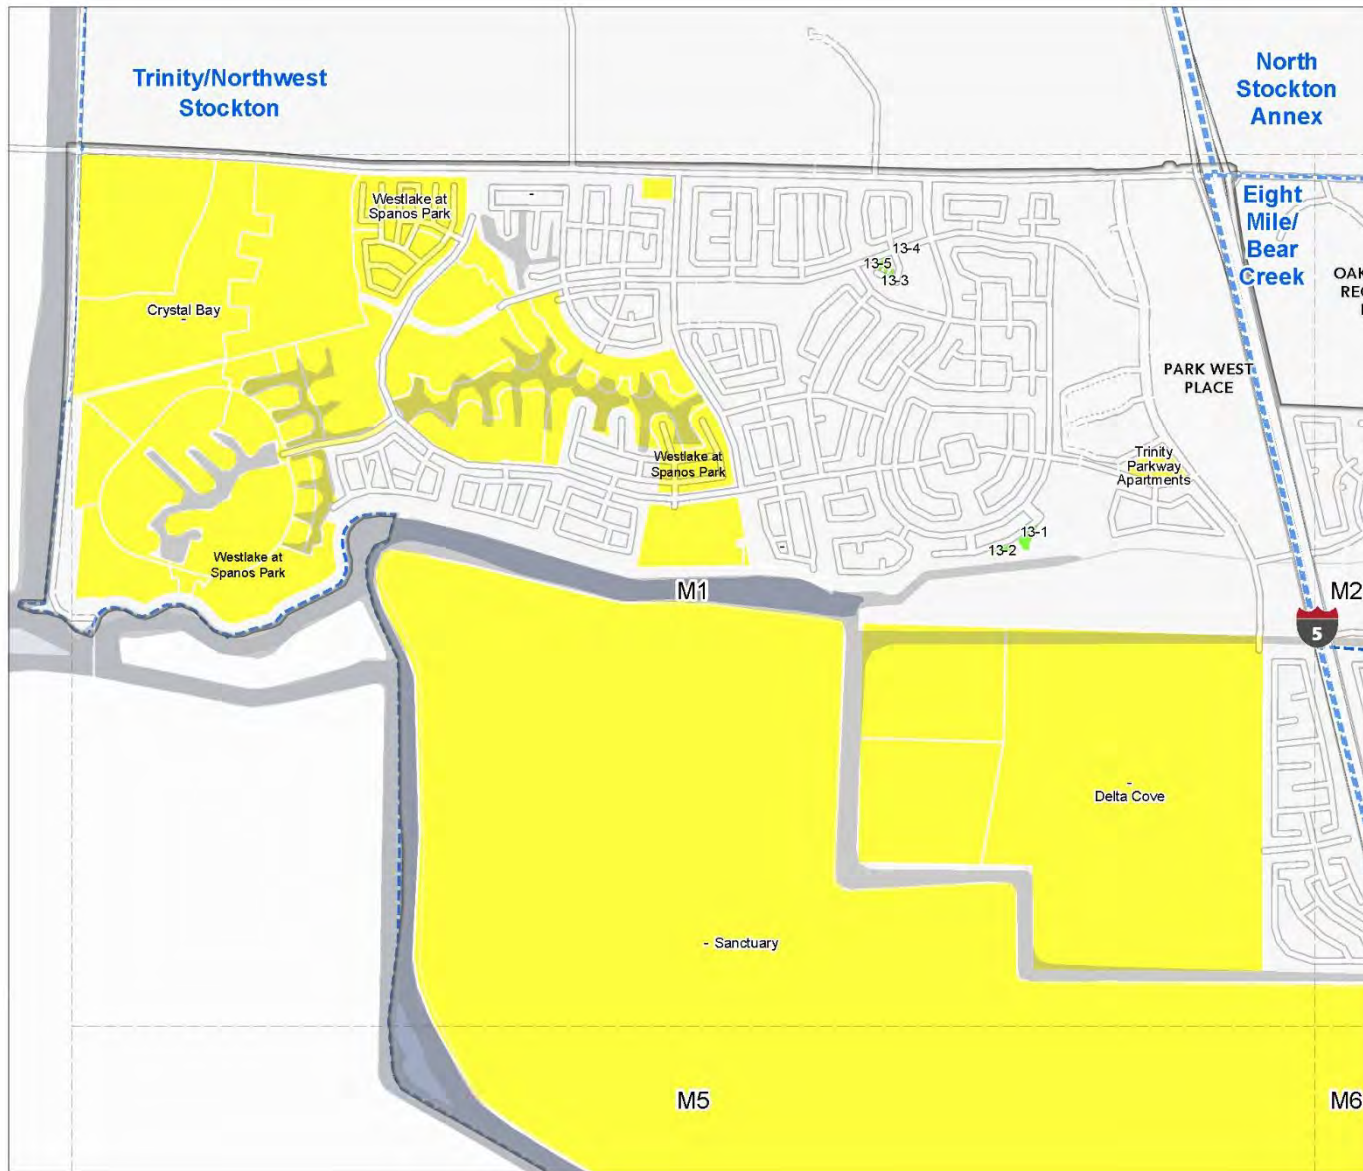 Trinity/Northwest
Stockton
North
Stockton
Annex
Eight
Mile/
Bear
Creek
Westlake at
Spanos Park
13-4
13-5
13-3
OAK
REC
Crystal Bay
PARK WEST
PLACE
Westlake at
Spanos Park
Trinity
Parkway
Apartments
13-1
13-2
Westlake at
Spanos Park
M1
M2
5
Delta Cove
- Sanctuary
M5
M6